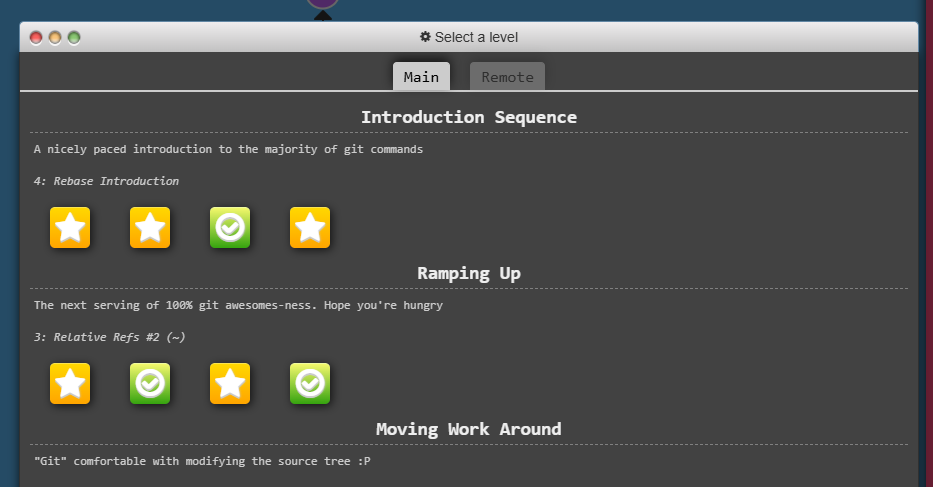 Select a level
Main
Remote
Introduction Sequence
A nicely paced introduction to the majority of git commands
4: Rebase Introduction
Ramping Up
The next serving of 100% git awesomes-ness. Hope you're hungry
3: Relative Refs #2 (~)
Moving Work Around
"Git" comfortable with modifying the source tree :P